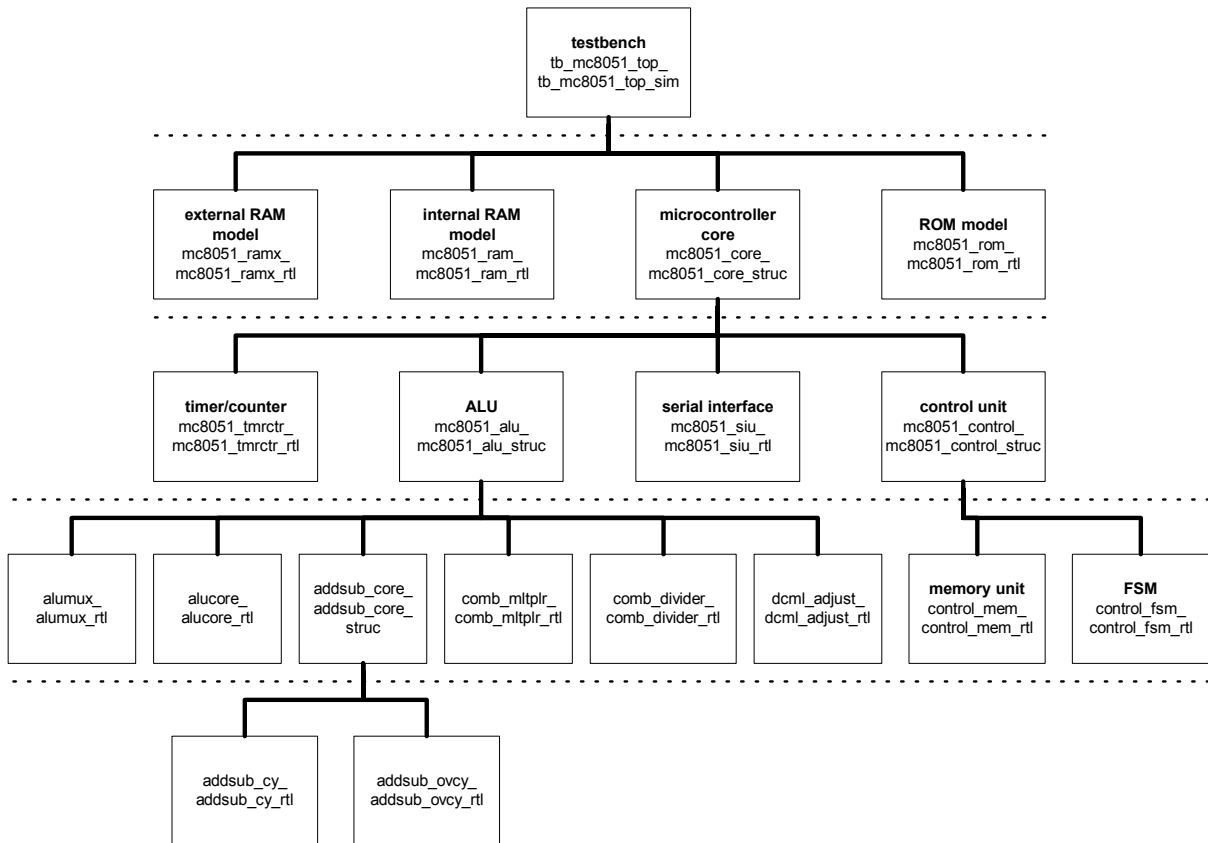 testbench
tb_mc8051_top_
tb_mc8051_top_sim
external RAM
model
mc8051_ramx_
mc8051_ramx_rtl
internal RAM
model
mc8051_ram_
mc8051_ram_rtl
microcontroller
core
mc8051_core_
mc8051_core_struc
ROM model
mc8051_rom_
mc8051_rom_rtl
timer/counter
mc8051_tmrctr_
mc8051_tmrctr_rtl
ALU
mc8051_alu_
mc8051_alu_struc
serial interface
mc8051_siu_
mc8051_siu_rtl
control unit
mc8051_control_
mc8051_control_struc
alumux_
alumux_rtl
alucore_
alucore_rtl
addsub_core_
addsub_core_
struc
comb_mltplr_
comb_mltplr_rtl
comb_divider_
comb_divider_rtl
dcml_adjust_
dcml_adjust_rtl
memory unit
control_mem_
control_mem_rtl
FSM
control_fsm_
control_fsm_rtl
addsub_cy_
addsub_cy_rtl
addsub_ovcy_
addsub_ovcy_rtl